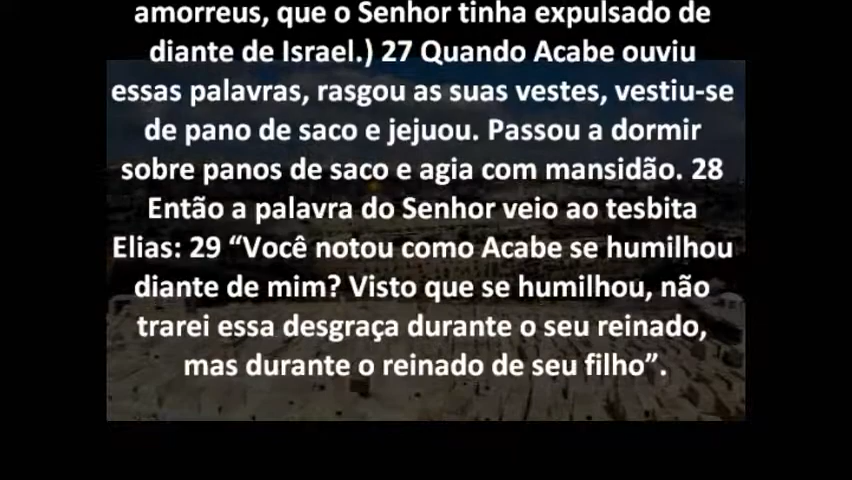 amorreus, que o Senhor tinha expulsado de
diante de Israel.) 27 Quando Acabe ouviu
essas palavras, rasgou as suas vestes, vestiu-se
de pano de saco e jejuou. Passou a dormir
sobre panos de saco e agia com mansidão. 28
Então a palavra do Senhor veio ao tesbita
Elias: 29 “Você notou como Acabe se humilhou
diante de mim? Visto que se humilhou, não
trarei essa desgraça durante o seu reinado,
mas durante o reinado de seu filho”.